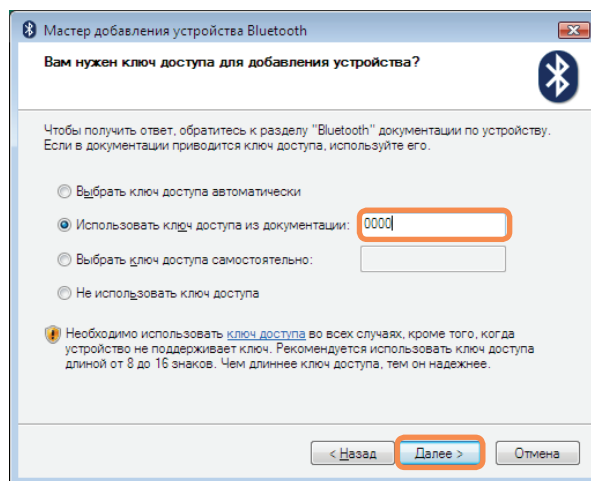 Мастер добавления устройства Bluetooth
Вам нужен ключ доступа для добавления устройства?
Чтобы получить ответ, обратитесь к разделу "Bluetooth" документации по устройству.
Если в документации приводится ключ доступа, используйте его.
Выбрать ключ доступа автоматически
Использовать ключ доступа из документации: 0000
Выбрать ключ доступа самостоятельно:
Не использовать ключ доступа
Необходимо использовать ключ доступа во всех случаях, кроме того, когда
устройство не поддерживает ключ. Рекомендуется использовать ключ доступа
длиной от 8 до 16 знаков. Чем длиннее ключ доступа, тем он надежнее.
< Назад Далее > Отмена